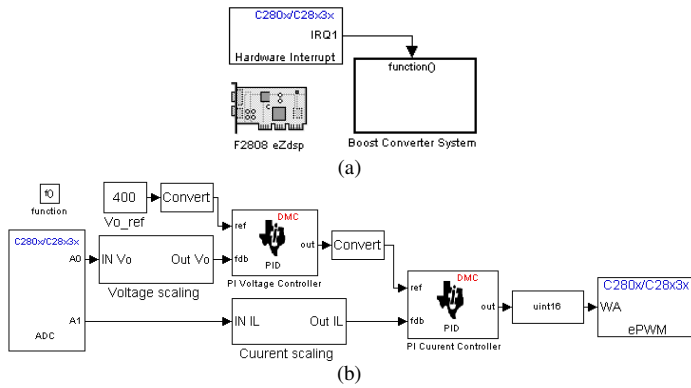 C280x/C28x3x
IRQ1
Hardware Interrupt
function()
F2808 eZdsp
Boost Converter System
(a)
f()
function
400
Vo_ref
Convert
C280x/C28x3x
A0
A1
ADC
IN Vo Out Vo
Voltage scaling
DMC
ref
out
fdb
PID
PI Voltage Controller
Convert
IN IL Out IL
Cuurent scaling
DMC
ref
out
fdb
PID
PI Cuurent Controller
uint16
C280x/C28x3x
WA
ePWM
(b)